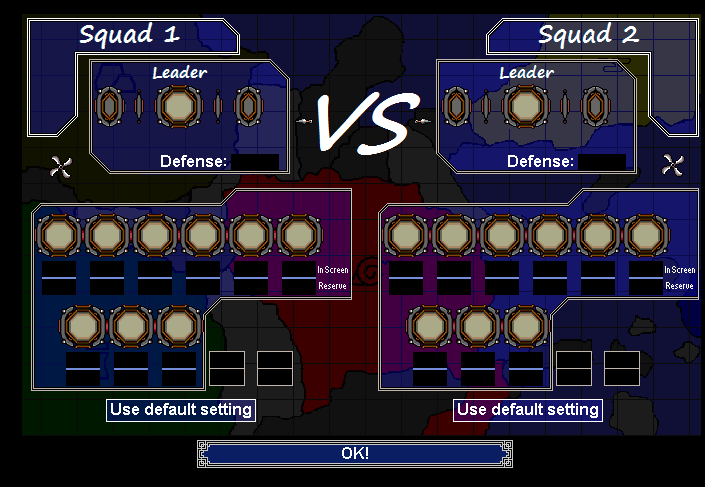 Squad 1
Squad 2
Leader
Leader
VS
Defense:
Defense:
In Screen
Reserve
In Screen
Reserve
Use default setting
Use default setting
OK!